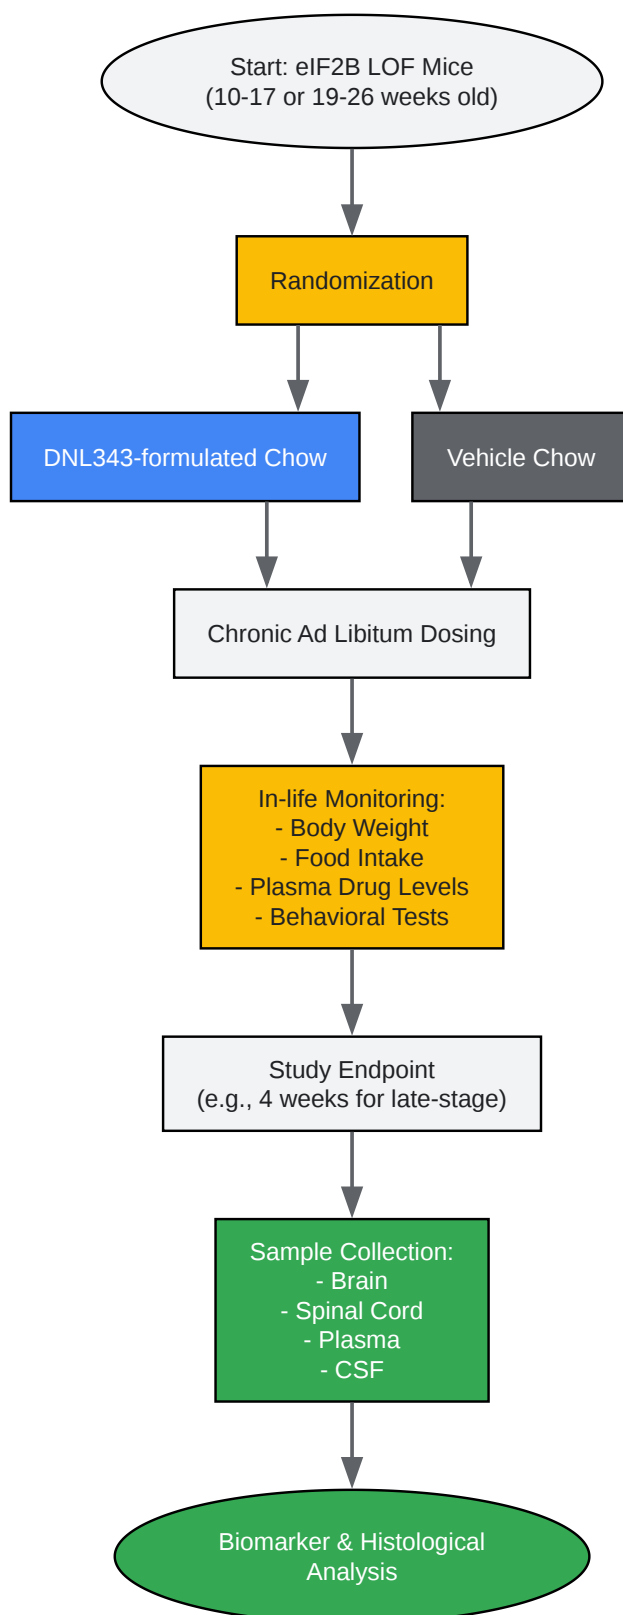 Start: eIF2B LOF Mice
(10-17 or 19-26 weeks old)
Randomization
DNL343-formulated Chow
Vehicle Chow
Chronic Ad Libitum Dosing
In-life Monitoring:
- Body Weight
- Food Intake
- Plasma Drug Levels
- Behavioral Tests
Study Endpoint
(e.g., 4 weeks for late-stage)
Sample Collection:
- Brain
- Spinal Cord
- Plasma
- CSF
Biomarker & Histological
Analysis